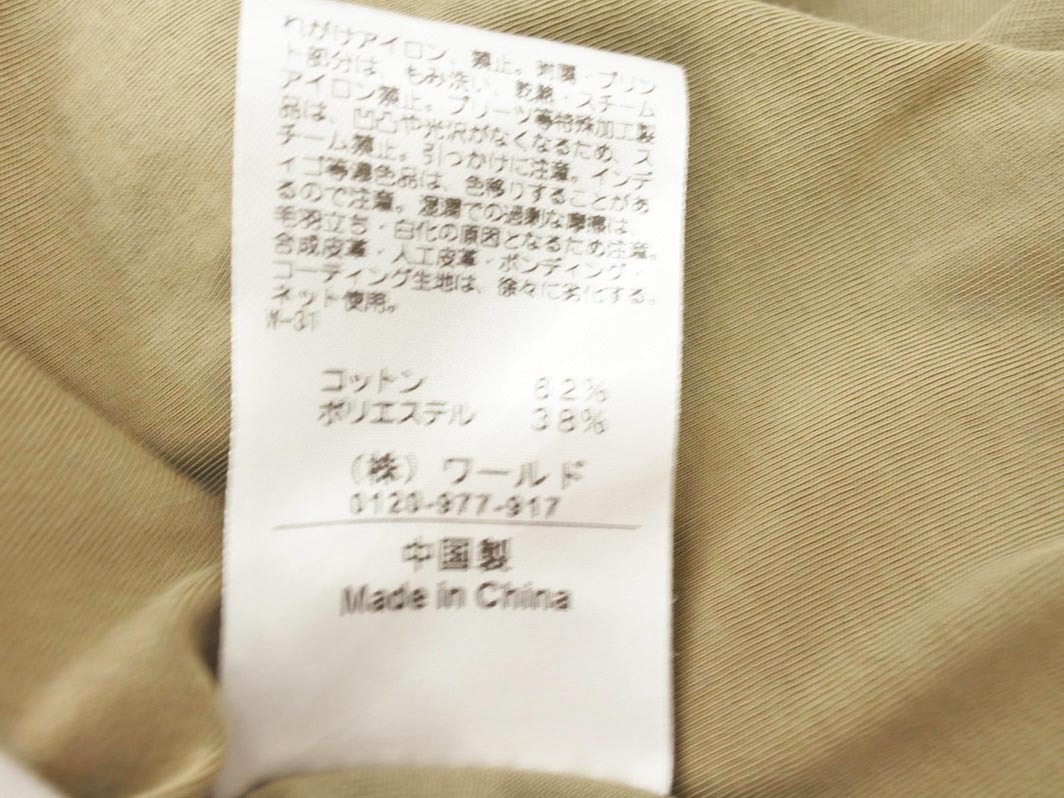 れがけアイロン、禁止。附属・プリン
ト部分は、もみ洗い、乾燥・スチーム
アイロン禁止。プリーツ等特殊加工製
品は、凹凸や光沢がなくなるため、ス
チーム禁止。引っかけに注意。インデ
ィゴ等濃色品は、色移りすることがあ
るので注意。湿潤での過剰な摩擦は、
毛羽立ち・白化の原因となるため注意。
合成皮革・人工皮革・ボンディング・
コーティング生地は、徐々に劣化する。
ネット使用。
W-31
コットン 62%
ポリエステル 38%
(株) ワールド
0120-977-917
中国製
Made in China